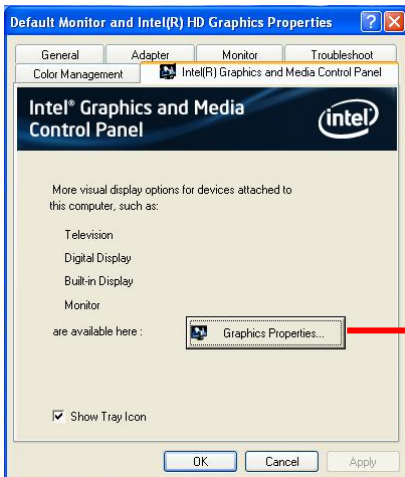 Default Monitor and Intel(R) HD Graphics Properties
General Adapter Monitor Troubleshoot
Color Management Intel(R) Graphics and Media Control Panel
Intel® Graphics and Media
Control Panel
intel
More visual display options for devices attached to
this computer, such as:
Television
Digital Display
Built-in Display
Monitor
are available here :
Graphics Properties...
Show Tray Icon
OK Cancel Apply